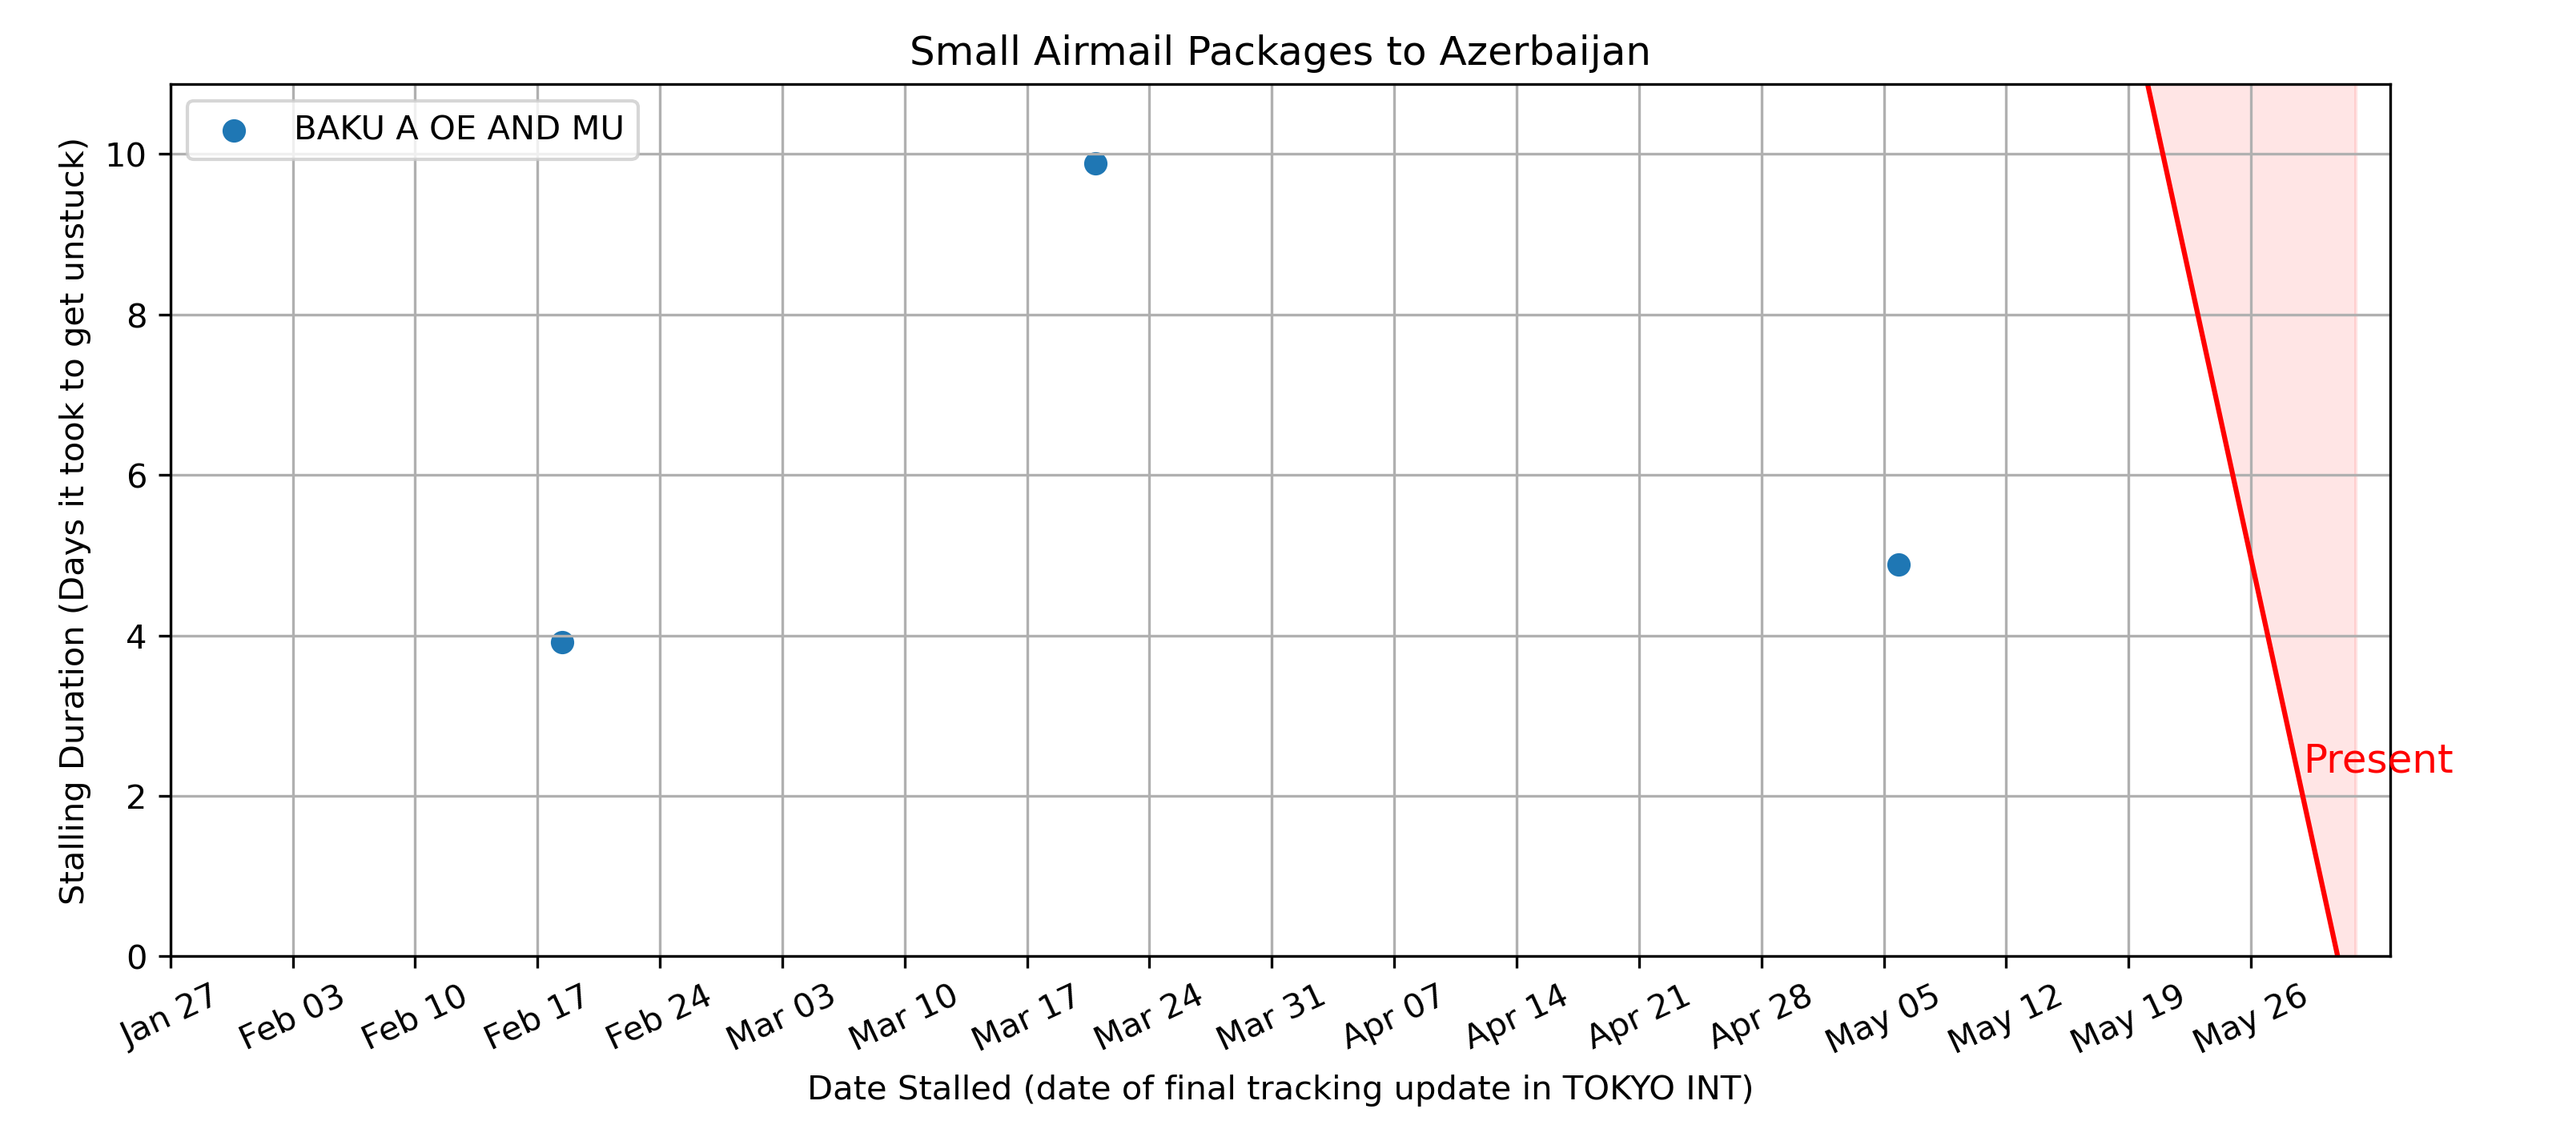 Small Airmail Packages to Azerbaijan
BAKU A OE AND MU
Stalling Duration (Days it took to get unstuck)
10
8
6
4
2
0
Present
Jan 27
Feb 03
Feb 10
Feb 17
Feb 24
Mar 03
Mar 10
Mar 17
Mar 24
Mar 31
Apr 07
Apr 14
Apr 21
Apr 28
May 05
May 12
May 19
May 26
Date Stalled (date of final tracking update in TOKYO INT)